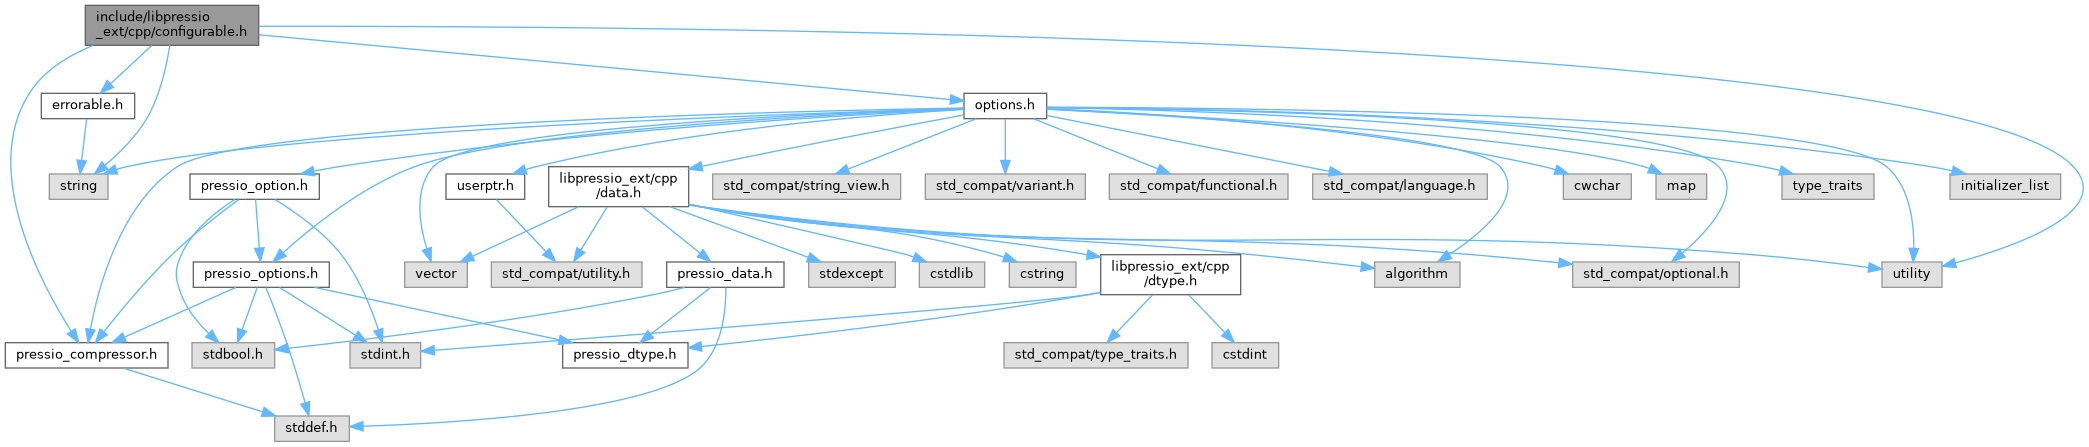 include/libpressio
_ext/cpp/configurable.h
errorable.h
options.h
string
pressio_option.h
userptr.h
libpressio_ext/cpp
/data.h
std_compat/string_view.h
std_compat/variant.h
std_compat/functional.h
std_compat/language.h
cwchar
map
type_traits
initializer_list
pressio_options.h
vector
std_compat/utility.h
pressio_data.h
stdexcept
cstdlib
cstring
libpressio_ext/cpp
/dtype.h
algorithm
std_compat/optional.h
utility
pressio_compressor.h
stdbool.h
stdint.h
pressio_dtype.h
std_compat/type_traits.h
cstdint
stddef.h